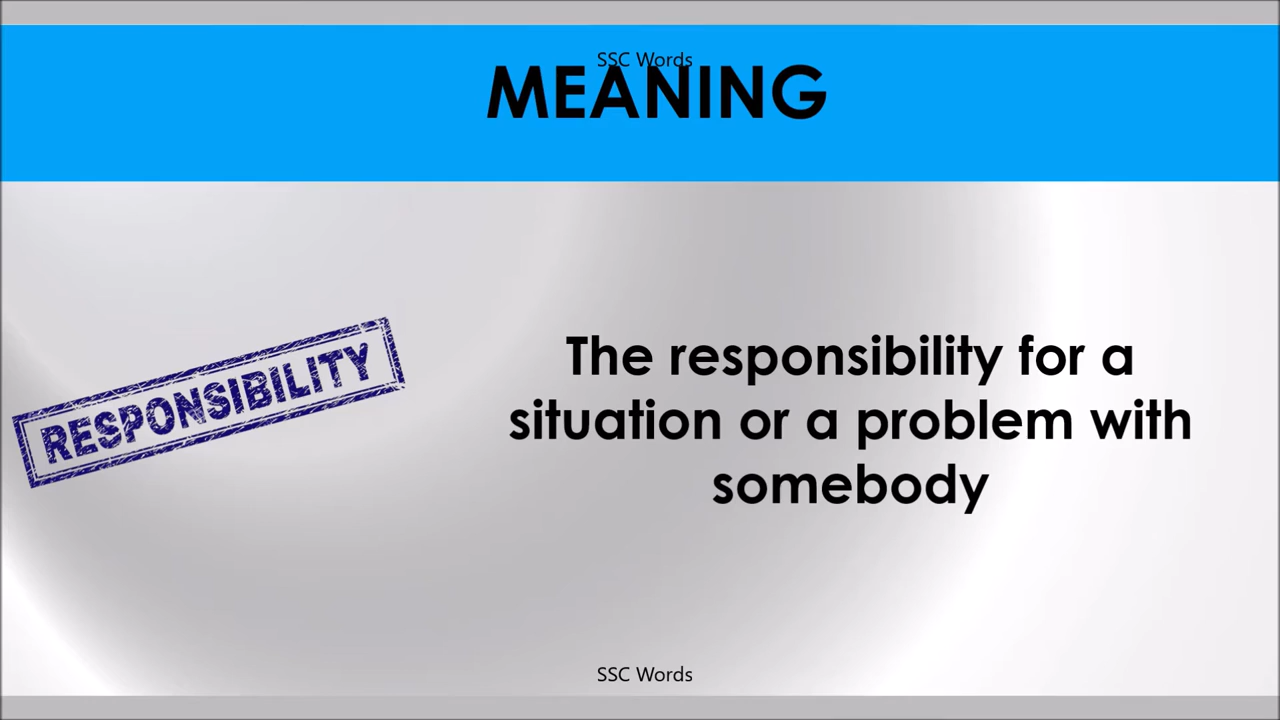 SSC Words
MEANING
RESPONSIBILITY
The responsibility for a
situation or a problem with
somebody
SSC Words